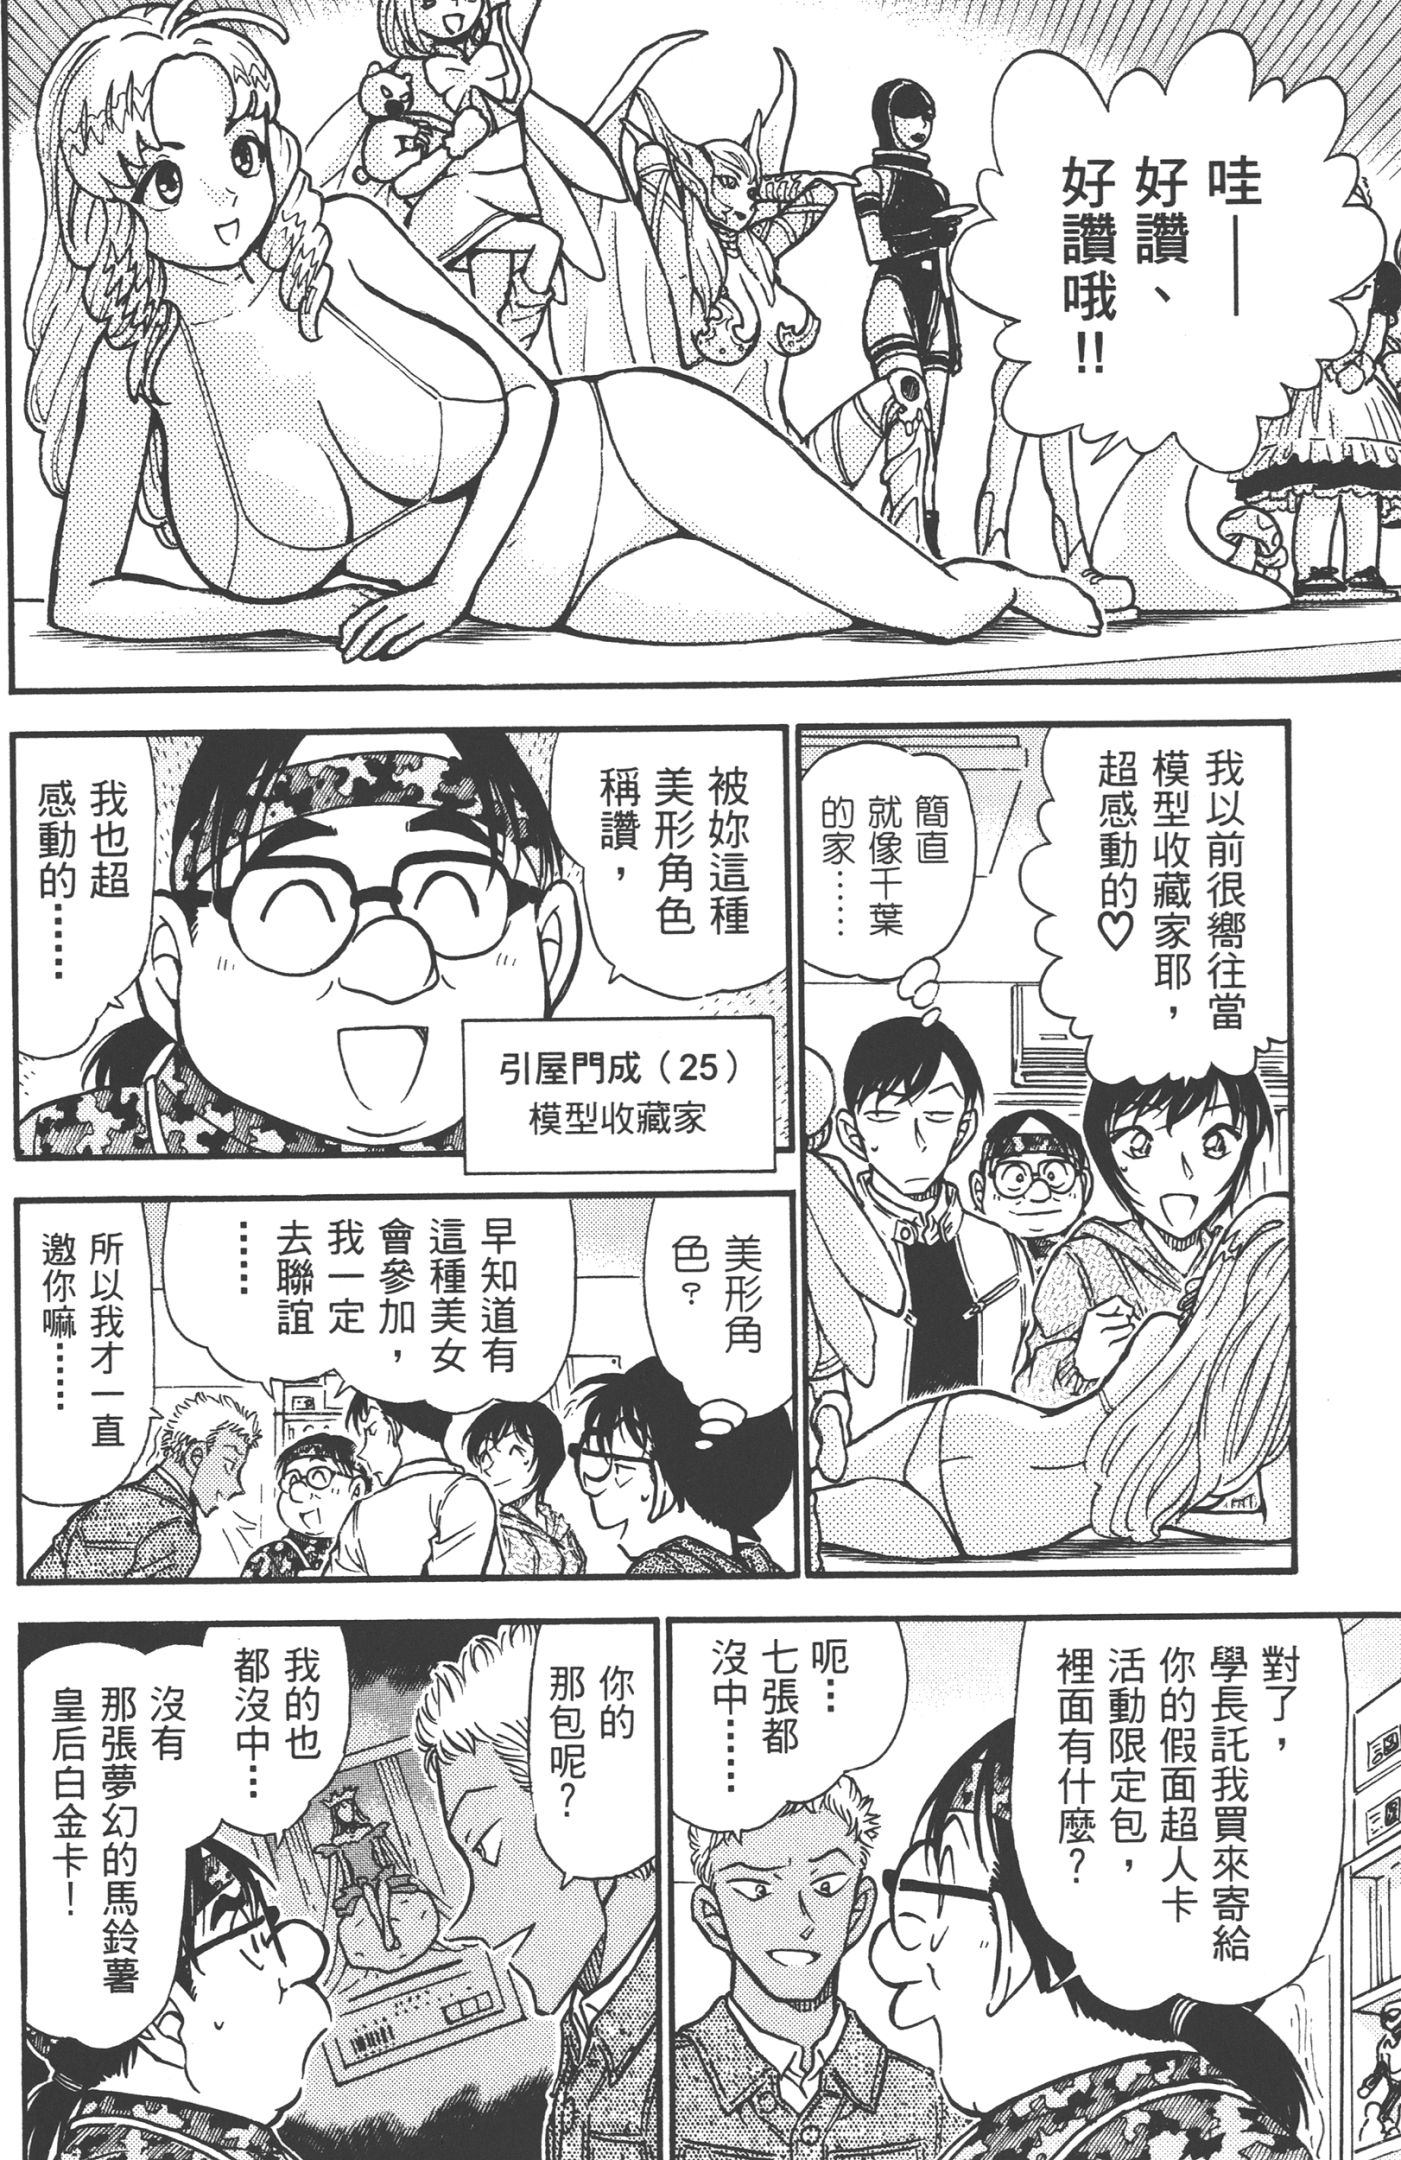 哇——
好讚、
好讚哦!!
我以前很嚮往當
模型收藏家耶，
超感動的♡
簡直
就像千葉
的家……
被妳這種
美形角色
稱讚，
我也超
感動的……
引屋門成（25）
模型收藏家
美形角
色？
早知道有
這種美女
會參加，
我一定
去聯誼
……
所以我才一直
邀你嘛……
對了，
學長託我買來寄給
你的假面超人卡
活動限定包，
裡面有什麼？
呃…
七張都
沒中……
你的
那包呢？
我的也
都沒中…
沒有
那張夢幻的馬鈴薯
皇后白金卡！